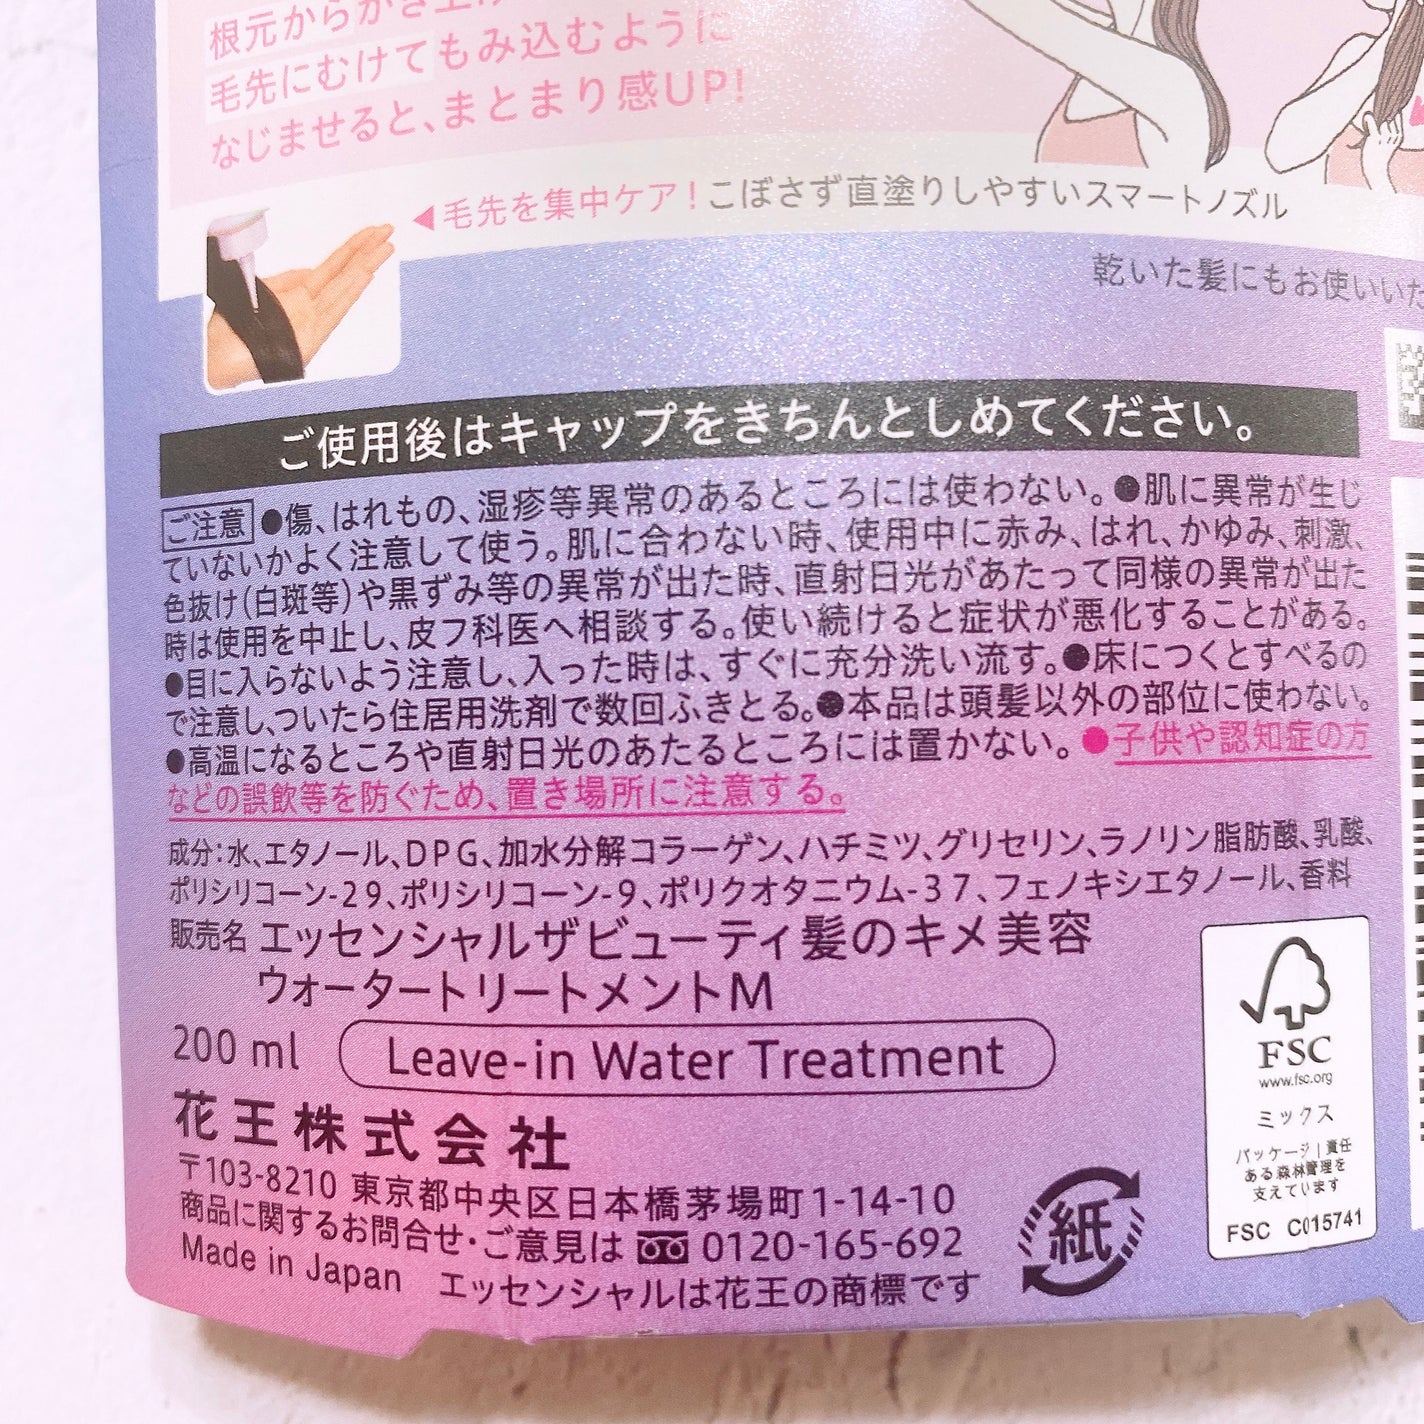 根元からかき上げ
毛先にむけてもみ込むように
なじませると、まとまり感UP!
◀毛先を集中ケア!こぼさず直塗りしやすいスマートノズル
乾いた髪にもお使いいた
ご使用後はキャップをきちんとしめてください。
ご注意 ●傷、はれもの、湿疹等異常のあるところには使わない。●肌に異常が生じ
ていないかよく注意して使う。肌に合わない時、使用中に赤み、はれ、かゆみ、刺激、
色抜け(白斑等)や黒ずみ等の異常が出た時、直射日光があたって同様の異常が出た
時は使用を中止し、皮フ科医へ相談する。使い続けると症状が悪化することがある。
●目に入らないよう注意し、入った時は、すぐに充分洗い流す。●床につくとすべるの
で注意し、ついたら住居用洗剤で数回ふきとる。●本品は頭髪以外の部位に使わない。
●高温になるところや直射日光のあたるところには置かない。●子供や認知症の方
などの誤飲等を防ぐため、置き場所に注意する。
成分:水、エタノール、DPG、加水分解コラーゲン、ハチミツ、グリセリン、ラノリン脂肪酸、乳酸、
ポリシリコーン-29、ポリシリコーン-9、ポリクオタニウム-37、フェノキシエタノール、香料
販売名 エッセンシャルザビューティ髪のキメ美容
ウォータートリートメントM
200 ml Leave-in Water Treatment
花王株式会社
〒103-8210 東京都中央区日本橋茅場町1-14-10
商品に関するお問合せ・ご意見は 0120-165-692
Made in Japan エッセンシャルは花王の商標です
紙
FSC
www.fsc.org
ミックス
パッケージ|責任
ある森林管理を
支えています
FSC C015741